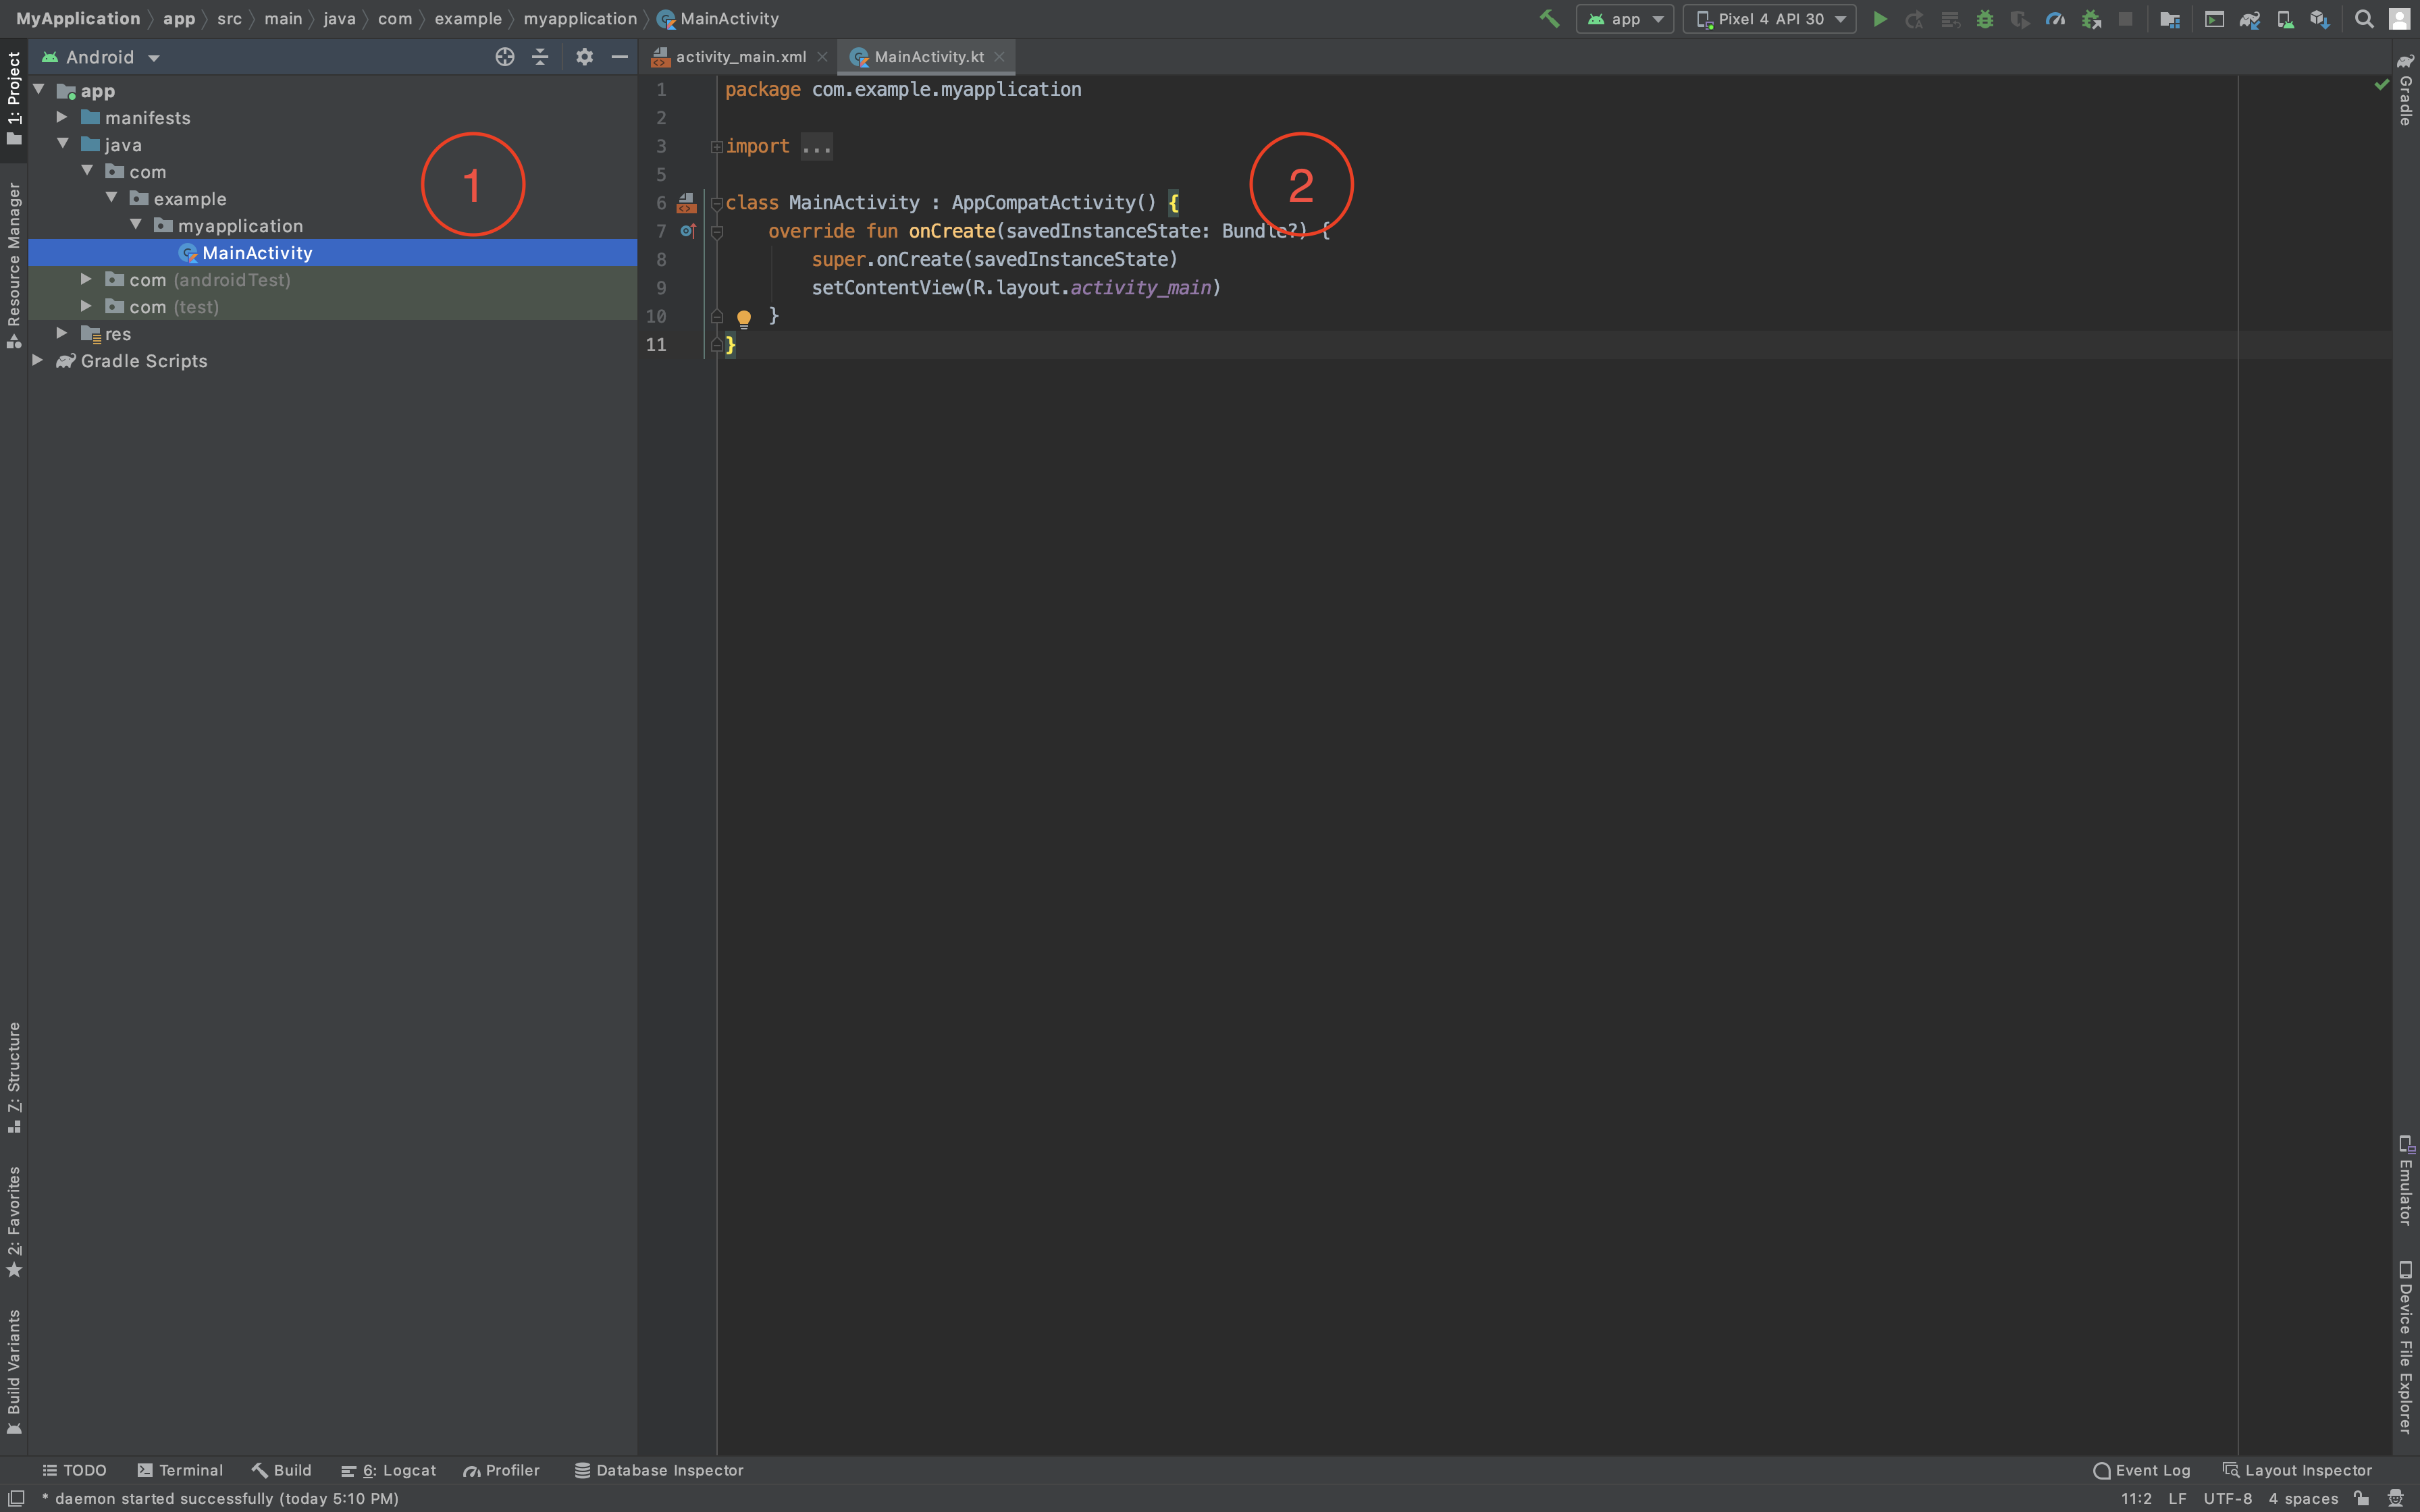 MyApplication app src main java com example myapplication MainActivity
app Pixel 4 API 30
Android
activity_main.xml MainActivity.kt
1: Project
Resource Manager
7: Structure
2: Favorites
Build Variants
app
manifests
java
com
example
myapplication
MainActivity
com (androidTest)
com (test)
res
Gradle Scripts
1
2
1 package com.example.myapplication
2
3 import ...
5
6 class MainActivity : AppCompatActivity() {
7 override fun onCreate(savedInstanceState: Bundle?) {
8 super.onCreate(savedInstanceState)
9 setContentView(R.layout.activity_main)
10 }
11 }
Gradle
Emulator
Device File Explorer
TODO Terminal Build 6: Logcat Profiler Database Inspector Event Log Layout Inspector
* daemon started successfully (today 5:10 PM) 11:2 LF UTF-8 4 spaces